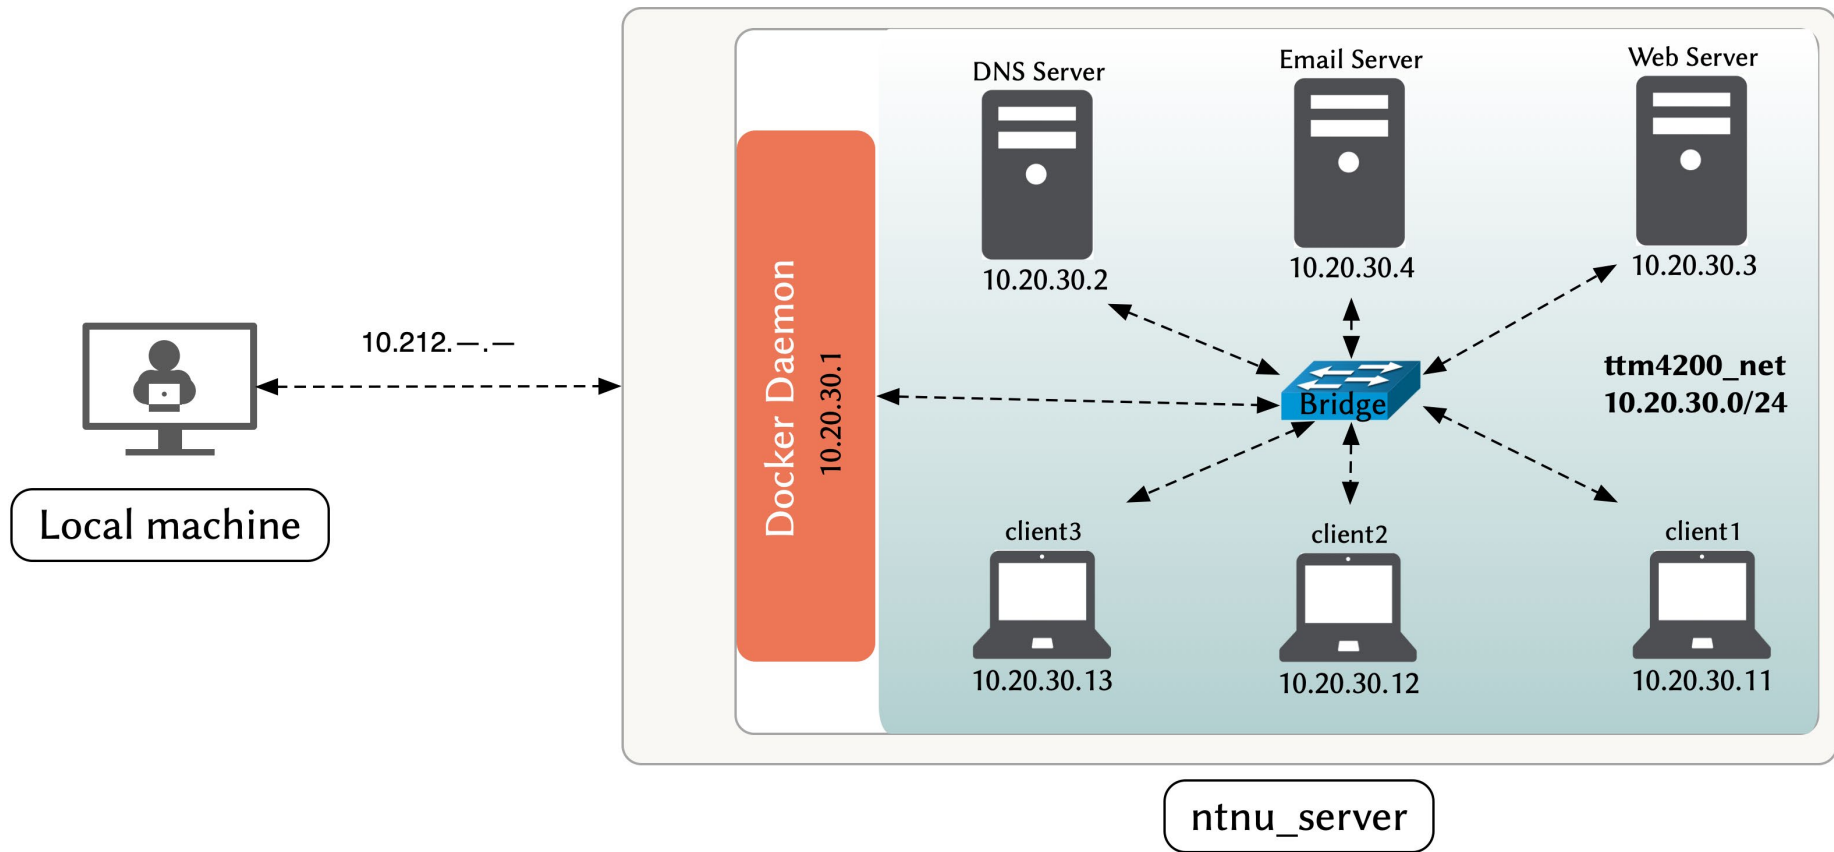 DNS Server
Email Server
Web Server
10.20.30.2
10.20.30.4
10.20.30.3
10.212.—.—
Docker Daemon
10.20.30.1
Bridge
ttm4200_net
10.20.30.0/24
Local machine
client3
client2
client1
10.20.30.13
10.20.30.12
10.20.30.11
ntnu_server